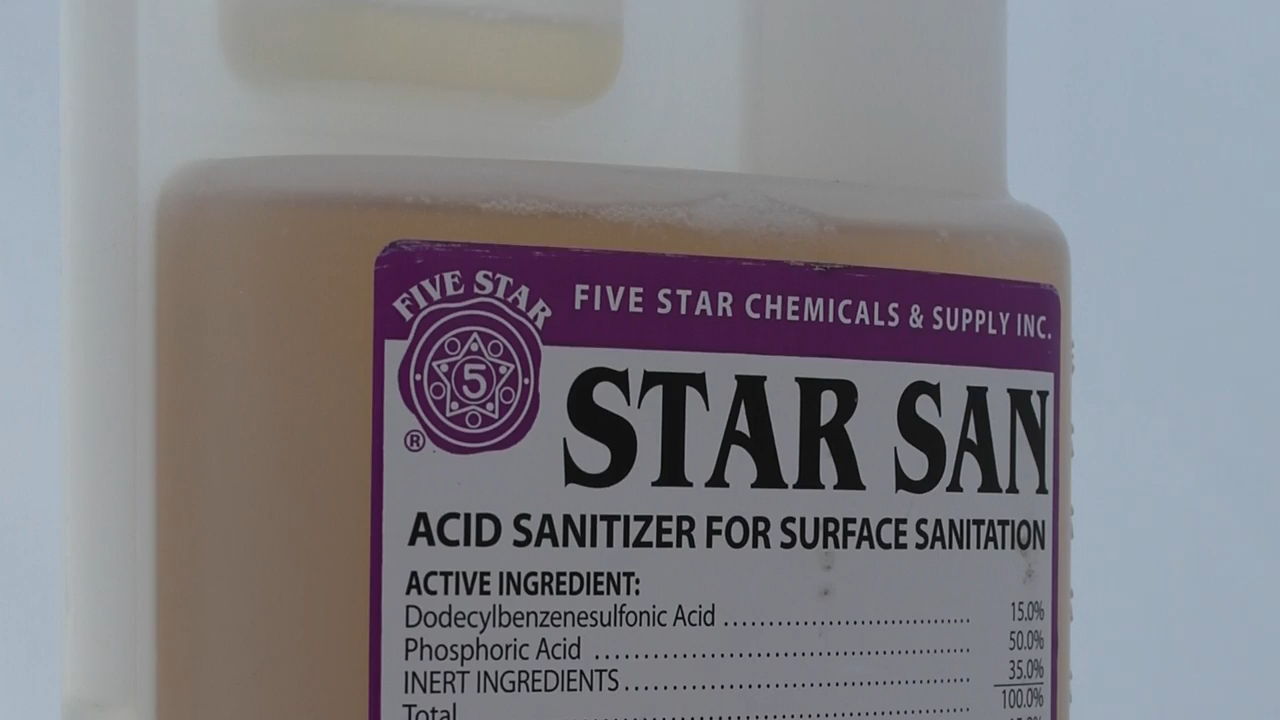 FIVE STAR
FIVE STAR CHEMICALS & SUPPLY INC.
5
®
STAR SAN
ACID SANITIZER FOR SURFACE SANITATION
ACTIVE INGREDIENT:
Dodecylbenzenesulfonic Acid ................................ 15.0%
Phosphoric Acid ................................................ 50.0%
INERT INGREDIENTS............................................ 35.0%
Total ................................................................ 100.0%